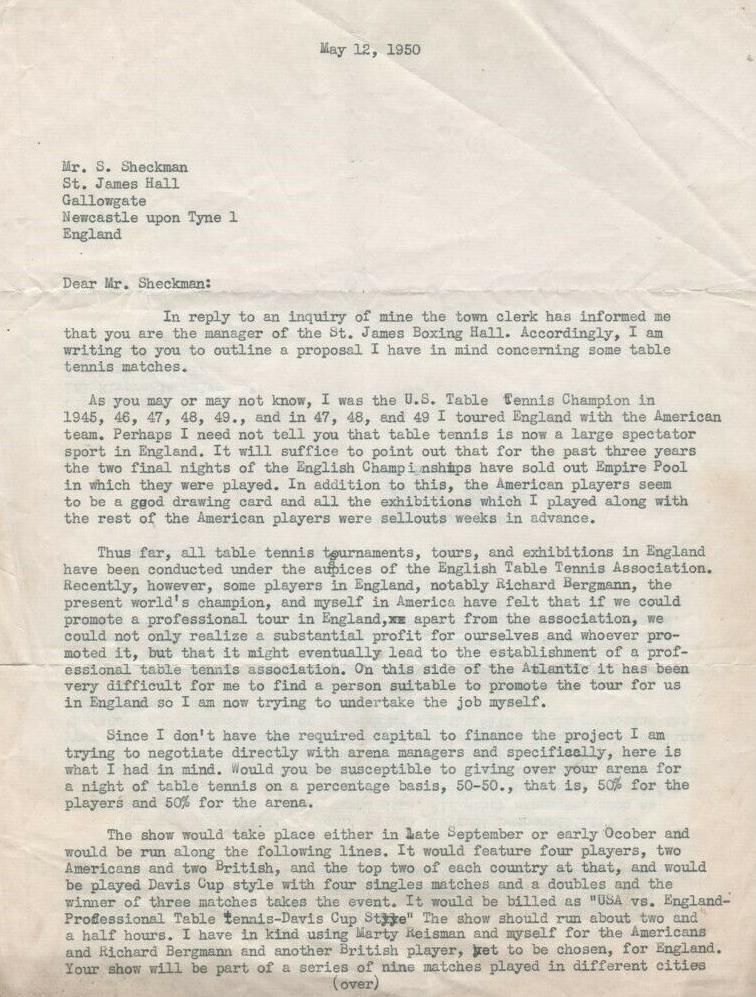 May 12, 1950
Mr. S. Sheckman
St. James Hall
Gallowgate
Newcastle upon Tyne 1
England
Dear Mr. Sheckman:
In reply to an inquiry of mine the town clerk has informed me
that you are the manager of the St. James Boxing Hall. Accordingly, I am
writing to you to outline a proposal I have in mind concerning some table
tennis matches.
As you may or may not know, I was the U.S. Table Tennis Champion in
1945, 46, 47, 48, 49., and in 47, 48, and 49 I toured England with the American
team. Perhaps I need not tell you that table tennis is now a large spectator
sport in England. It will suffice to point out that for the past three years
the two final nights of the English Championships have sold out Empire Pool
in which they were played. In addition to this, the American players seem
to be a good drawing card and all the exhibitions which I played along with
the rest of the American players were sellouts weeks in advance.
Thus far, all table tennis tournaments, tours, and exhibitions in England
have been conducted under the auspices of the English Table Tennis Association.
Recently, however, some players in England, notably Richard Bergmann, the
present world's champion, and myself in America have felt that if we could
promote a professional tour in England, apart from the association, we
could not only realize a substantial profit for ourselves and whoever pro-
moted it, but that it might eventually lead to the establishment of a prof-
essional table tennis association. On this side of the Atlantic it has been
very difficult for me to find a person suitable to promote the tour for us
in England so I am now trying to undertake the job myself.
Since I don't have the required capital to finance the project I am
trying to negotiate directly with arena managers and specifically, here is
what I had in mind. Would you be susceptible to giving over your arena for
a night of table tennis on a percentage basis, 50-50., that is, 50% for the
players and 50% for the arena.
The show would take place either in late September or early Ocober and
would be run along the following lines. It would feature four players, two
Americans and two British, and the top two of each country at that, and would
be played Davis Cup style with four singles matches and a doubles and the
winner of three matches takes the event. It would be billed as "USA vs. England-
Professional Table tennis-Davis Cup Style" The show should run about two and
a half hours. I have in kind using Marty Reisman and myself for the Americans
and Richard Bergmann and another British player, yet to be chosen, for England.
Your show will be part of a series of nine matches played in different cities
(over)